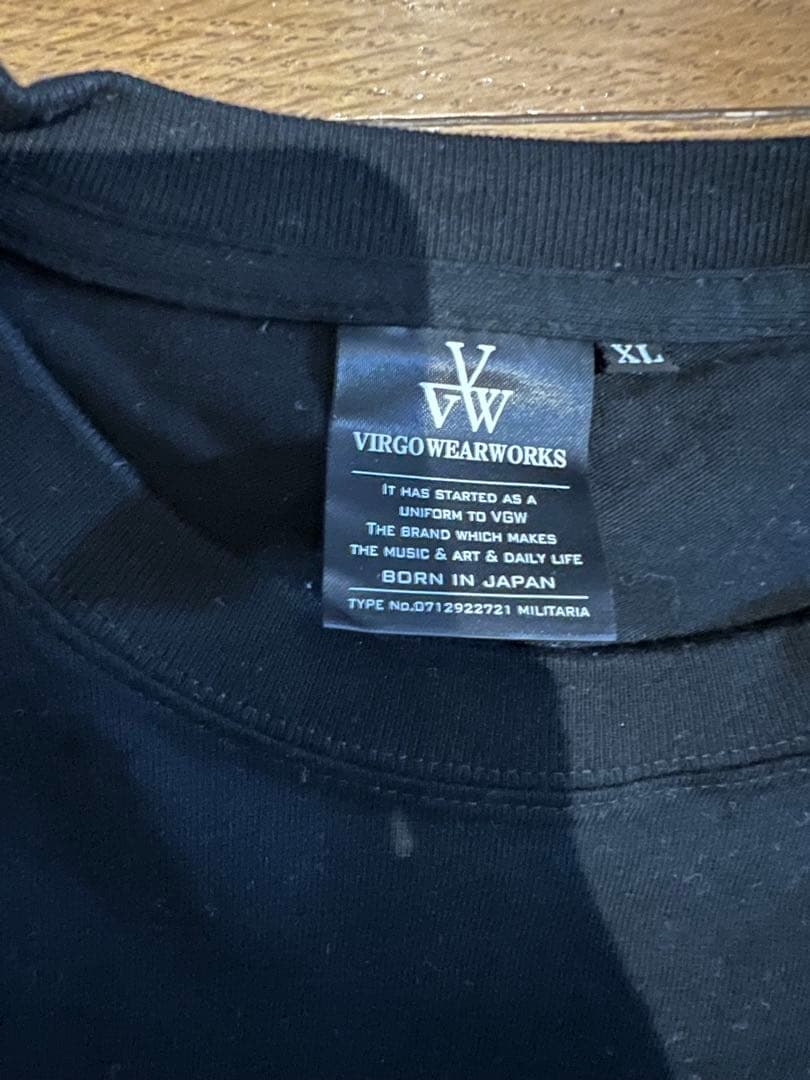 V
VGW
VIRGOWEARWORKS
XL
IT HAS STARTED AS A
UNIFORM TO VGW
THE BRAND WHICH MAKES
THE MUSIC & ART & DAILY LIFE
BORN IN JAPAN
TYPE NO.0712922721 MILITARIA